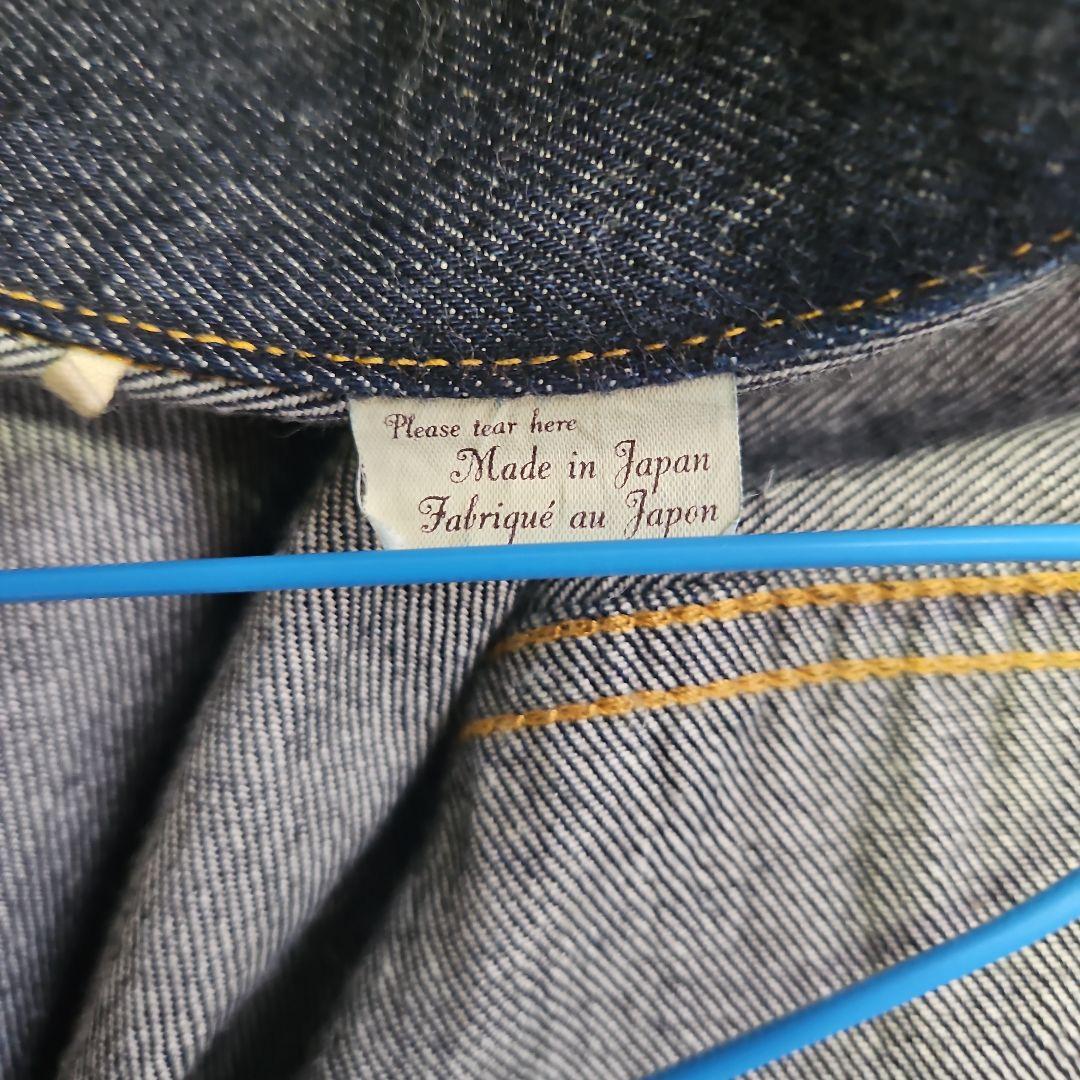 Please tear here
Made in Japan
Fabriqué au Japon